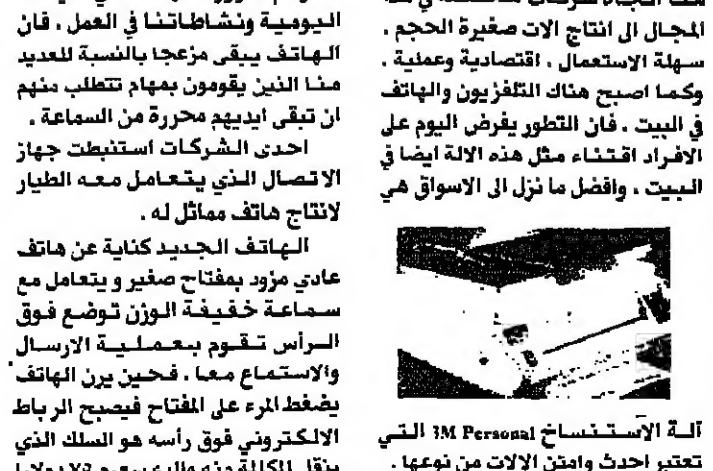 المجال الى انتاج الات صغيرة الحجم ،
سهلة الاستعمال ، اقتصادية وعملية .
وكما اصبح هناك التلفزيون والهاتف
في البيت ، فان التطور يفرض اليوم على
الافراد اقتناء مثل هذه الالة ايضا في
البيت ، وافضل ما نزل الى الاسواق هي
آلة الاستنساخ 3M Personal التي
تعتبر احدث وامتن الالات من نوعها .
اليومية ونشاطاتنا في العمل ، فان
الهاتف يبقى مزعجا بالنسبة للعديد
منا الذين يقومون بمهام تتطلب منهم
ان تبقى ايديهم محررة من السماعة .
احدى الشركات استنبطت جهاز
الاتصال الذي يتعامل معه الطيار
لانتاج هاتف مماثل له .
الهاتف الجديد كناية عن هاتف
عادي مزود بمفتاح صغير و يتعامل مع
سماعة خفيفة الوزن توضع فوق
الرأس تقوم بعملية الارسال
والاستماع معا . فحين يرن الهاتف
يضغط المرء على المفتاح فيصبح الرباط
الالكتروني فوق رأسه هو السلك الذي
ينقل المكالمة منه واليه